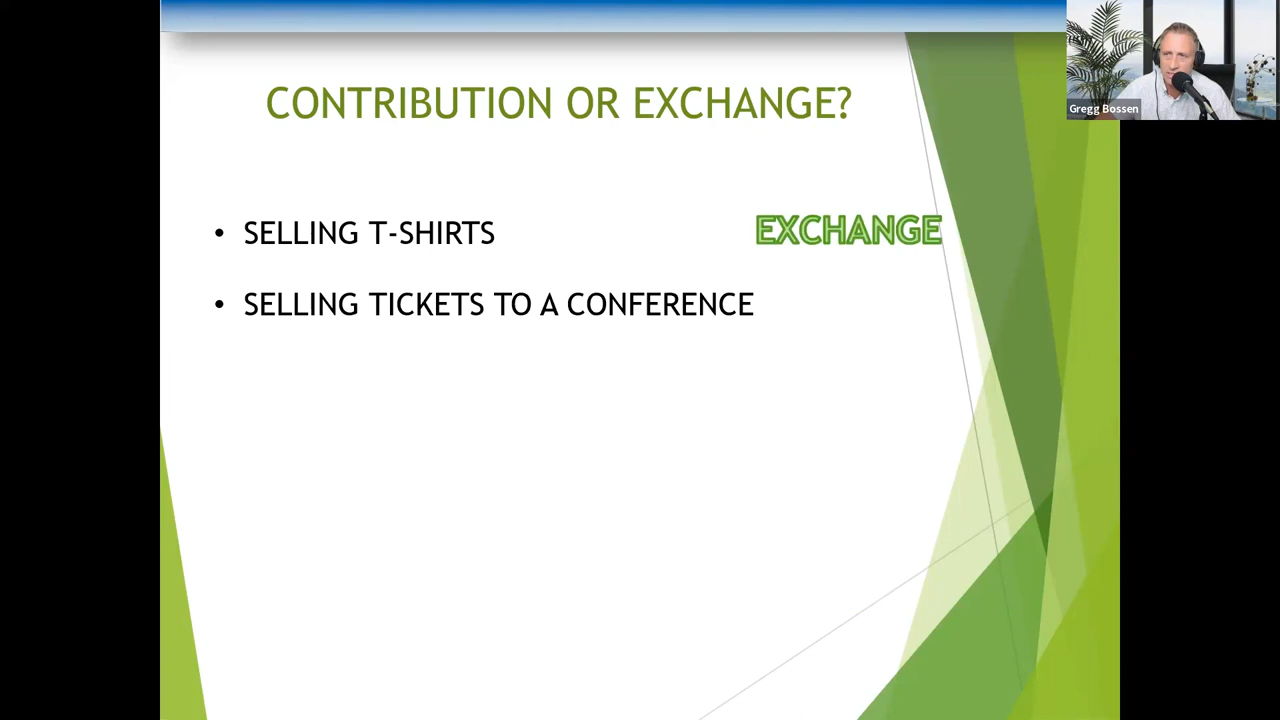 CONTRIBUTION OR EXCHANGE?
Gregg Bossen
• SELLING T-SHIRTS EXCHANGE
• SELLING TICKETS TO A CONFERENCE